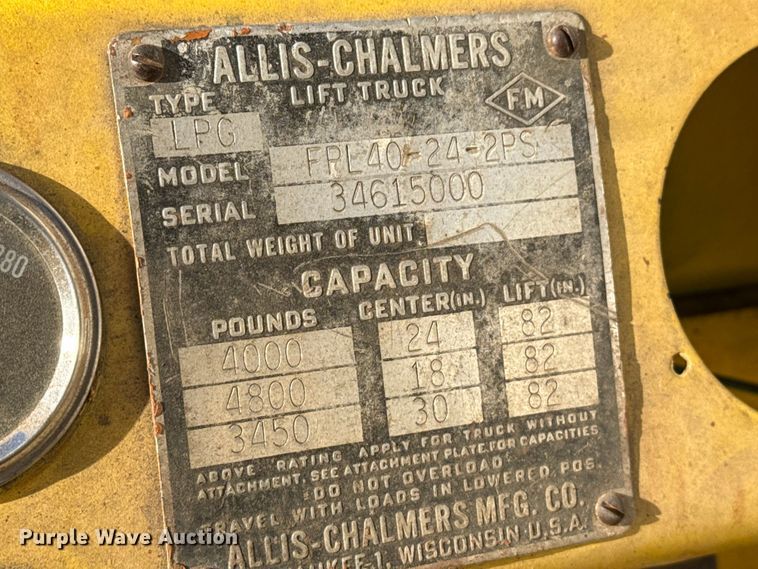 ALLIS-CHALMERS
LIFT TRUCK
FM
TYPE
LPG
MODEL FPL40-24-2PS
SERIAL 34615000
TOTAL WEIGHT OF UNIT
CAPACITY
POUNDS CENTER(IN.) LIFT(IN.)
4000 24 82
4800 18 82
3450 30 82
ABOVE RATING APPLY FOR TRUCK WITHOUT
ATTACHMENT. SEE ATTACHMENT PLATE FOR CAPACITIES
DO NOT OVERLOAD
TRAVEL WITH LOADS IN LOWERED POS.
ALLIS-CHALMERS MFG. CO.
WISCONSIN U.S.A.
280
Purple Wave Auction